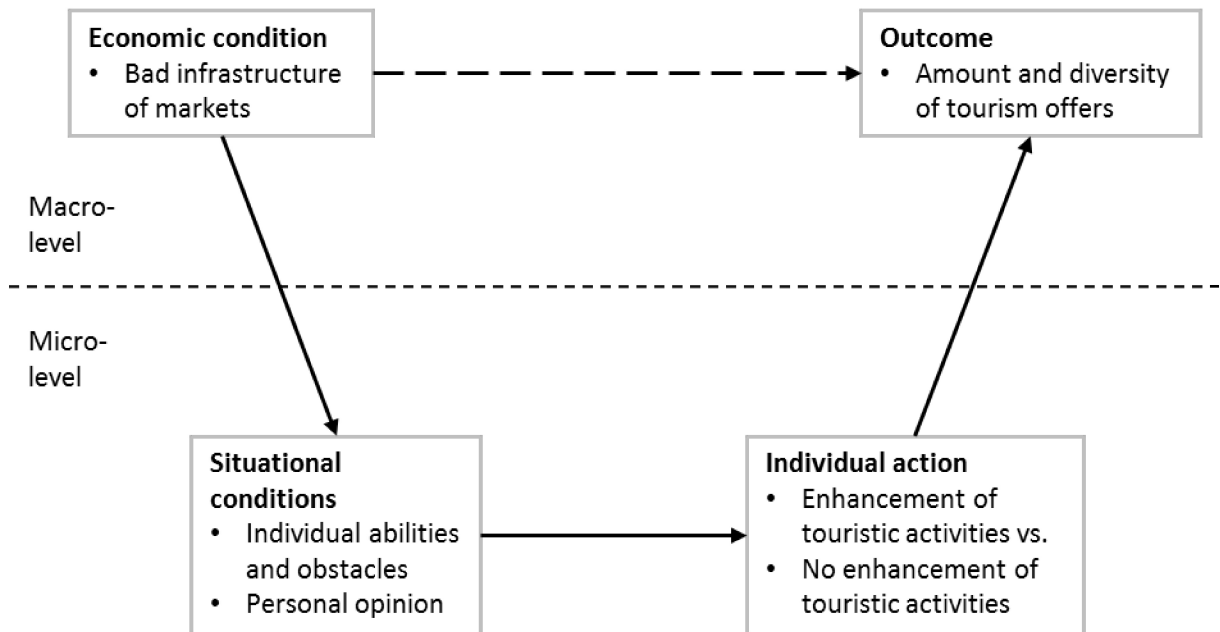 Economic condition
• Bad infrastructure
of markets
Outcome
• Amount and diversity
of tourism offers
Macro-
level
Micro-
level
Situational
conditions
• Individual abilities
and obstacles
• Personal opinion
Individual action
• Enhancement of
touristic activities vs.
• No enhancement of
touristic activities